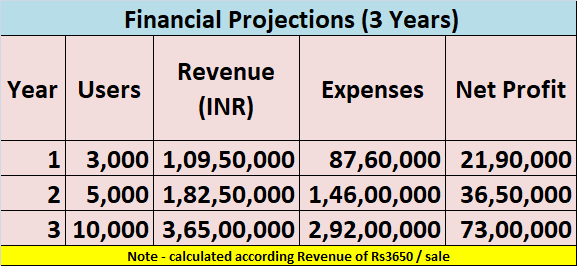 Financial Projections (3 Years)
Year Users Revenue (INR) Expenses Net Profit
1 3,000 1,09,50,000 87,60,000 21,90,000
2 5,000 1,82,50,000 1,46,00,000 36,50,000
3 10,000 3,65,00,000 2,92,00,000 73,00,000
Note - calculated according Revenue of Rs3650 / sale